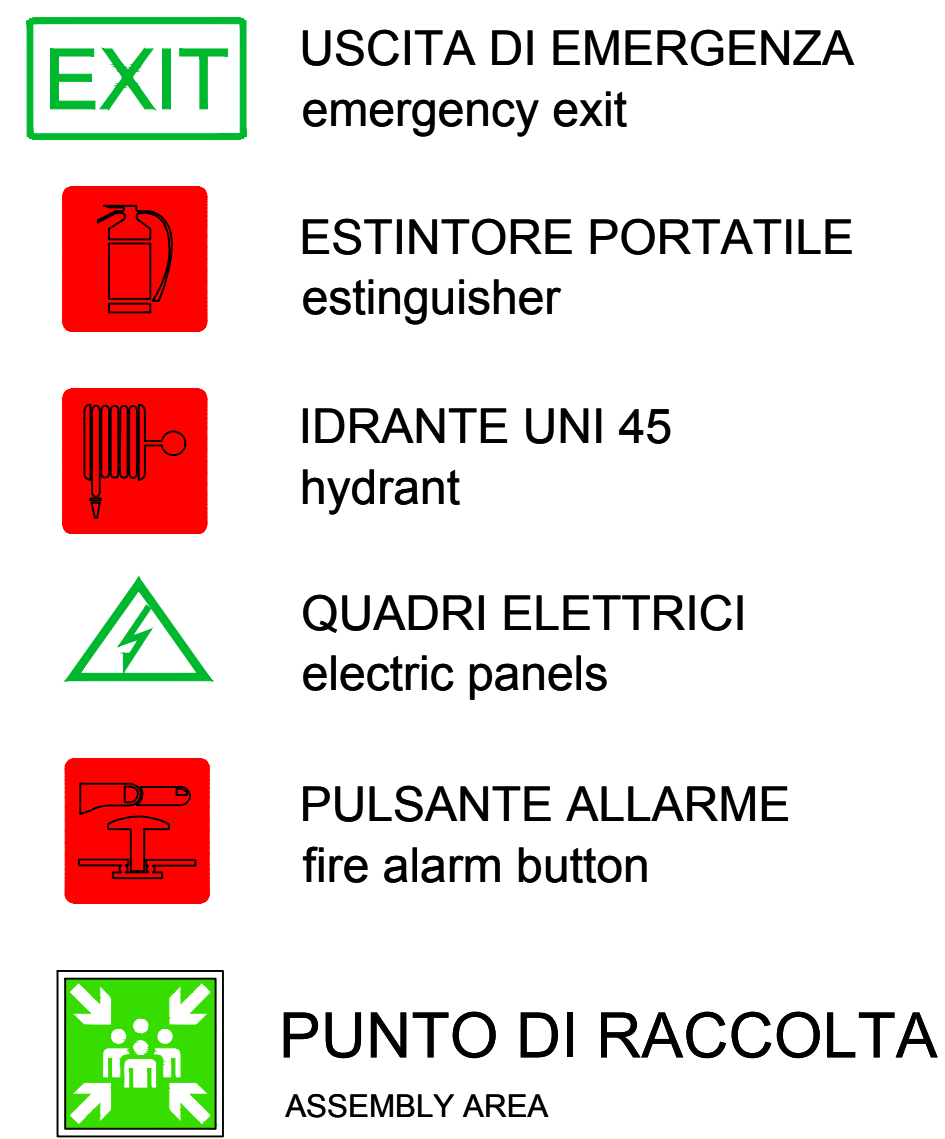 EXIT
USCITA DI EMERGENZA
emergency exit
ESTINTORE PORTATILE
estinguisher
IDRANTE UNI 45
hydrant
QUADRI ELETTRICI
electric panels
PULSANTE ALLARME
fire alarm button
PUNTO DI RACCOLTA
ASSEMBLY AREA